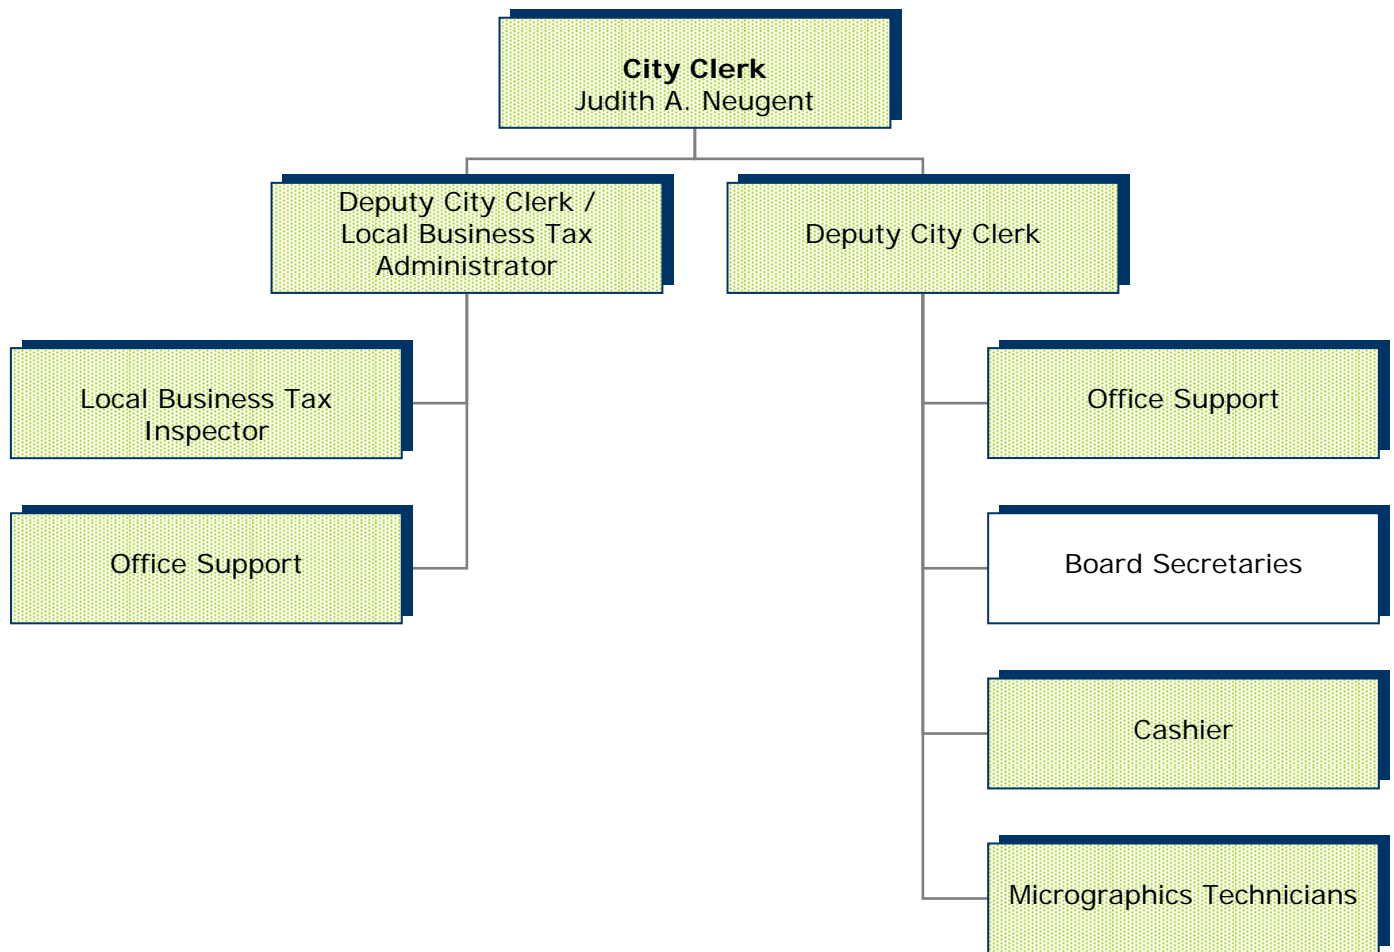 City Clerk
Judith A. Neugent
Deputy City Clerk /
Local Business Tax
Administrator
Deputy City Clerk
Local Business Tax
Inspector
Office Support
Office Support
Board Secretaries
Cashier
Micrographics Technicians